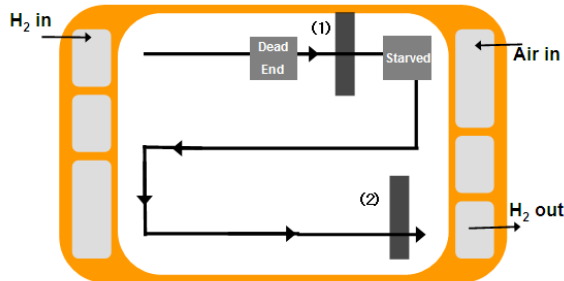 H₂ in
(1)
Dead
End
Starved
Air in
(2)
H₂ out